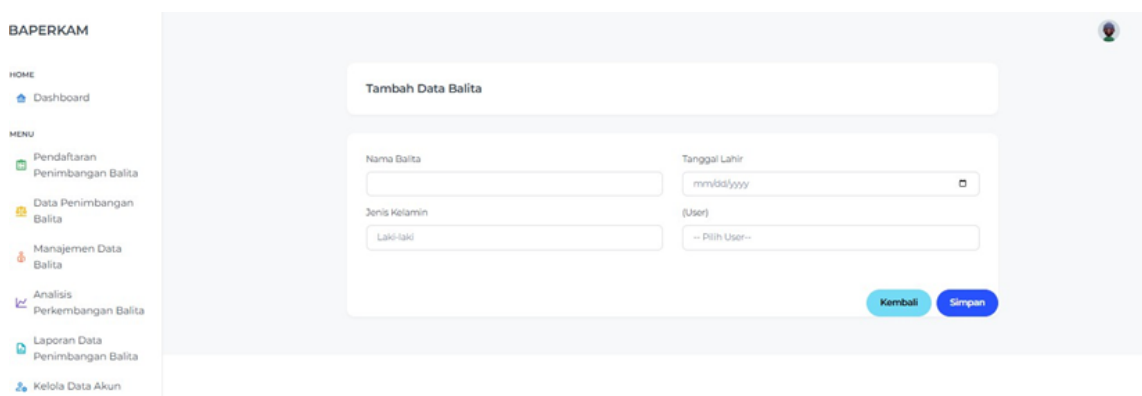 BAPERKAM
HOME
Dashboard
MENU
Pendaftaran
Penimbangan Balita
Data Penimbangan
Balita
Manajemen Data
Balita
Analisis
Perkembangan Balita
Laporan Data
Penimbangan Balita
Kelola Data Akun
Tambah Data Balita
Nama Balita
Tanggal Lahir
mm/dd/yyyy
Jenis Kelamin
(User)
Laki-laki
-- Pilih User--
Kembali
Simpan